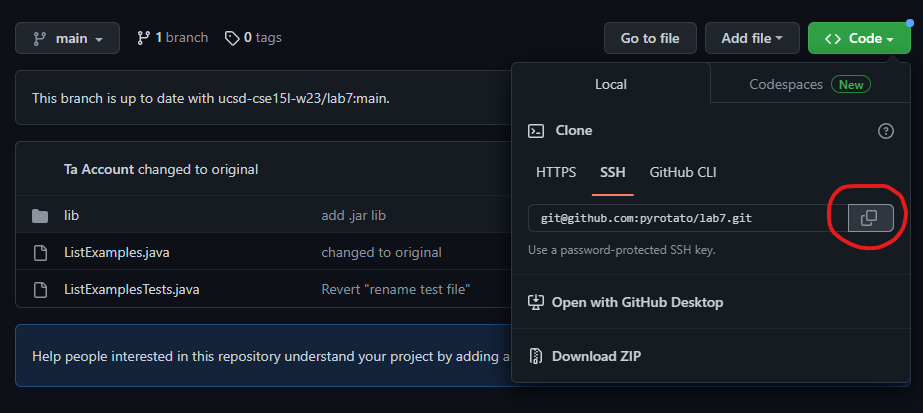 main
1 branch
0 tags
Go to file
Add file
<> Code
Local
Codespaces New
This branch is up to date with ucsd-cse15l-w23/lab7:main.
Clone
Ta Account changed to original
HTTPS SSH GitHub CLI
lib add .jar lib
git@github.com:pyrotato/lab7.git
ListExamples.java changed to original
Use a password-protected SSH key.
ListExamplesTests.java Revert "rename test file"
Open with GitHub Desktop
Help people interested in this repository understand your project by adding a
Download ZIP